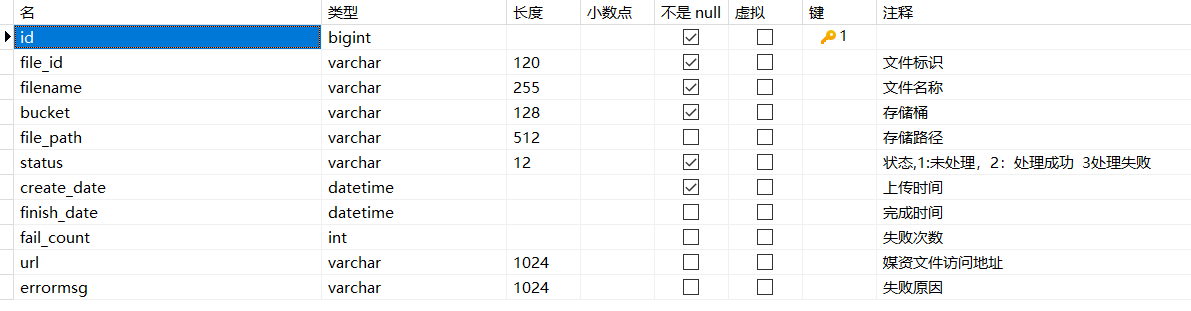 名 类型 长度 小数点 不是 null 虚拟 键 注释
id bigint 1
file_id varchar 120 文件标识
filename varchar 255 文件名称
bucket varchar 128 存储桶
file_path varchar 512 存储路径
status varchar 12 状态,1:未处理，2：处理成功 3处理失败
create_date datetime 上传时间
finish_date datetime 完成时间
fail_count int 失败次数
url varchar 1024 媒资文件访问地址
errormsg varchar 1024 失败原因